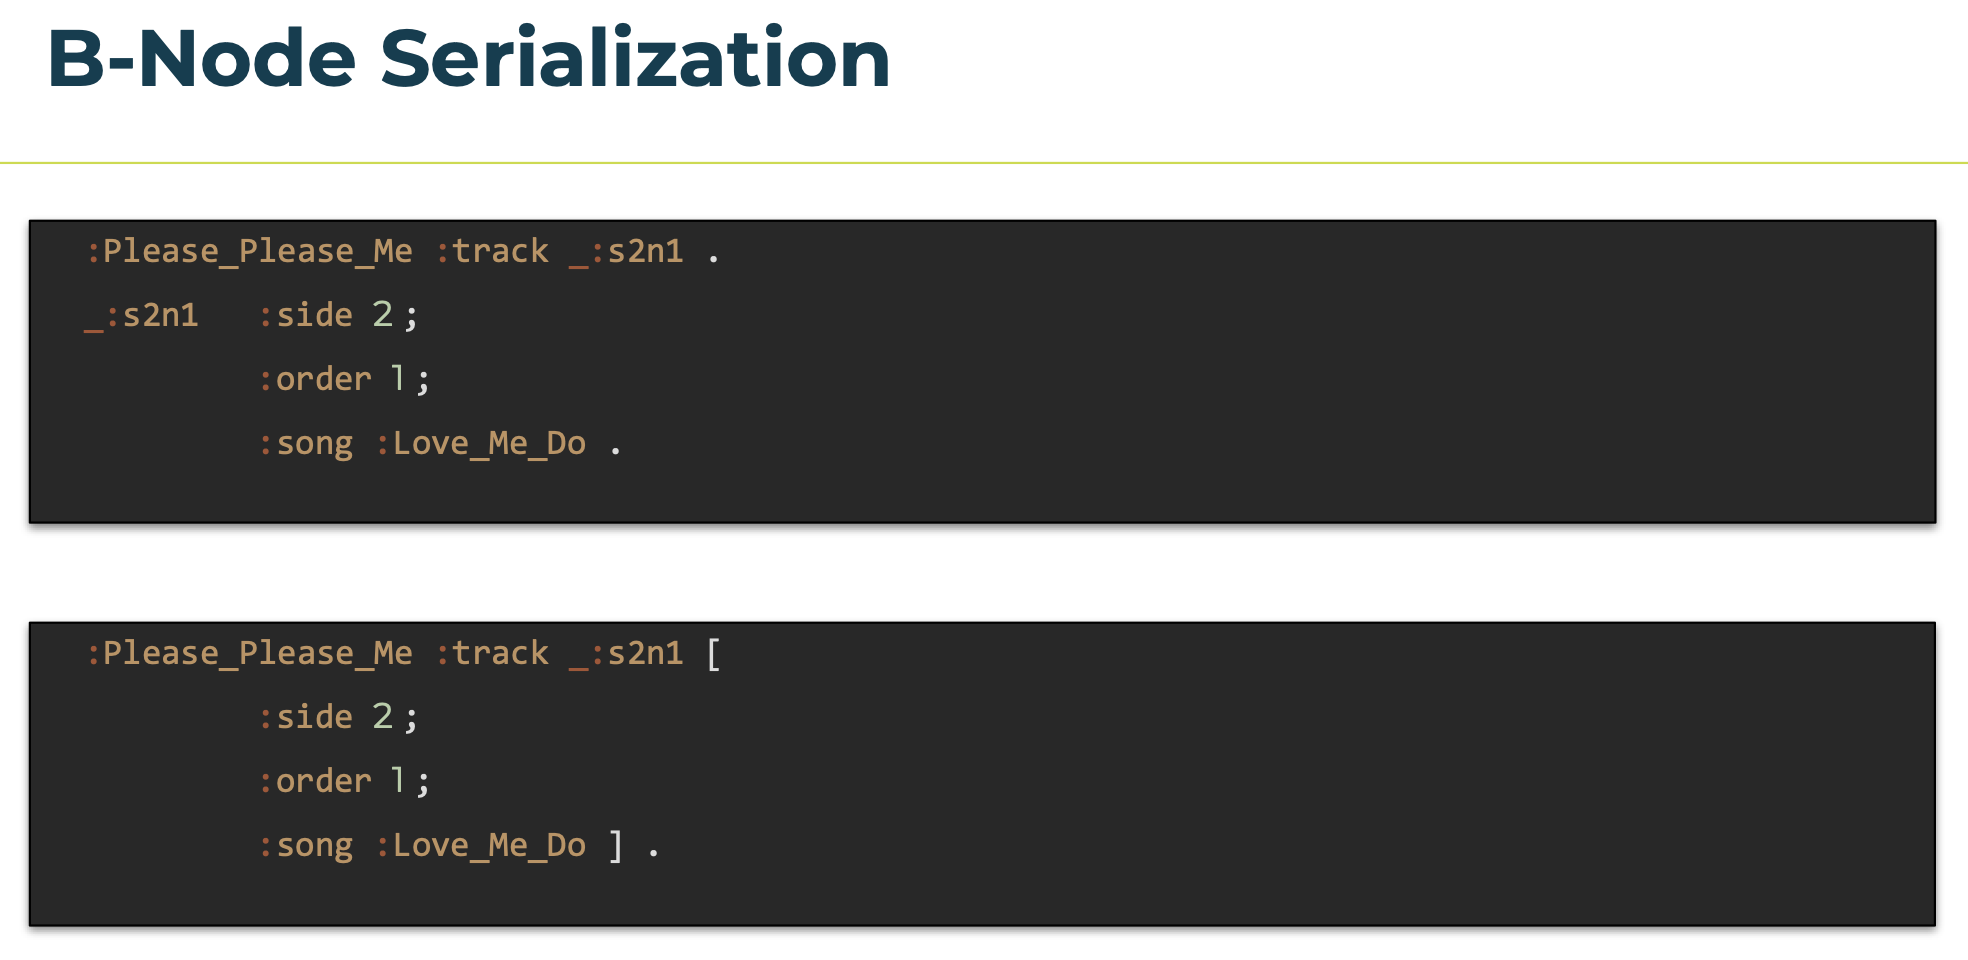 B-Node Serialization
:Please_Please_Me :track _:s2n1 .
_:s2n1 :side 2;
:order 1;
:song :Love_Me_Do .
:Please_Please_Me :track _:s2n1 [
:side 2;
:order 1;
:song :Love_Me_Do ] .